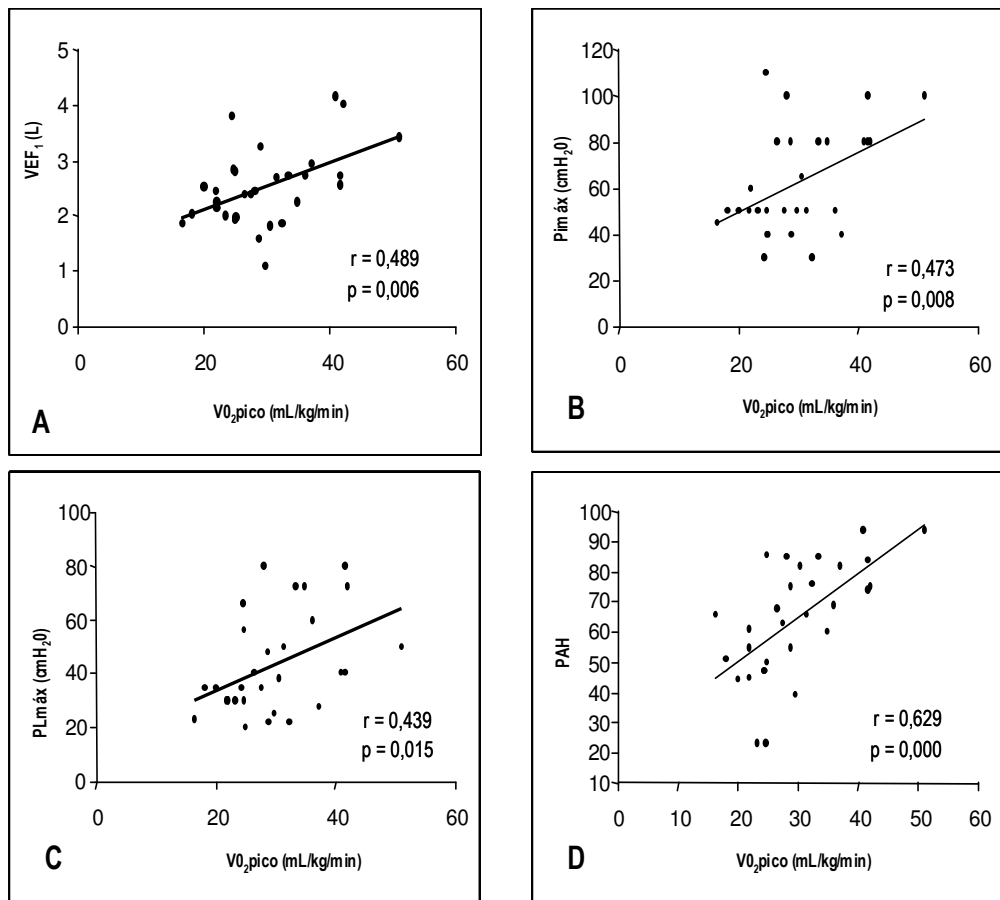 5
4
3
2
1
0
VEF1 (L)
r = 0,489
p = 0,006
0 20 40 60
V02pico (mL/kg/min)
A
120
100
80
60
40
20
0
Pimáx (cmH20)
r = 0,473
p = 0,008
0 20 40 60
V02pico (mL/kg/min)
B
100
80
60
40
20
0
PLmáx (cmH20)
r = 0,439
p = 0,015
0 20 40 60
V02pico (mL/kg/min)
C
100
90
80
70
60
50
40
30
20
10
PAH
r = 0,629
p = 0,000
0 10 20 30 40 50 60
V02pico (mL/kg/min)
D